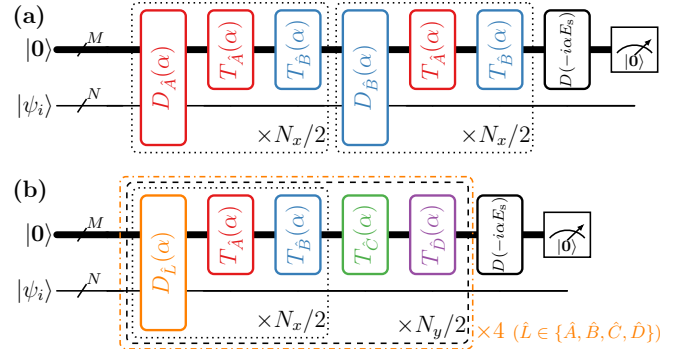 (a)
|0⟩ M D_Â(α) T_Â(α) T_B̂(α) D_B̂(α) T_Â(α) T_B̂(α) D(−iαE_s) |0⟩
|ψ_i⟩ N
×N_x/2 ×N_x/2
(b)
|0⟩ M D_L̂(α) T_Â(α) T_B̂(α) T_Ĉ(α) T_D̂(α) D(−iαE_s) |0⟩
|ψ_i⟩ N
×N_x/2 ×N_y/2 ×4 (L̂ ∈ {Â, B̂, Ĉ, D̂})